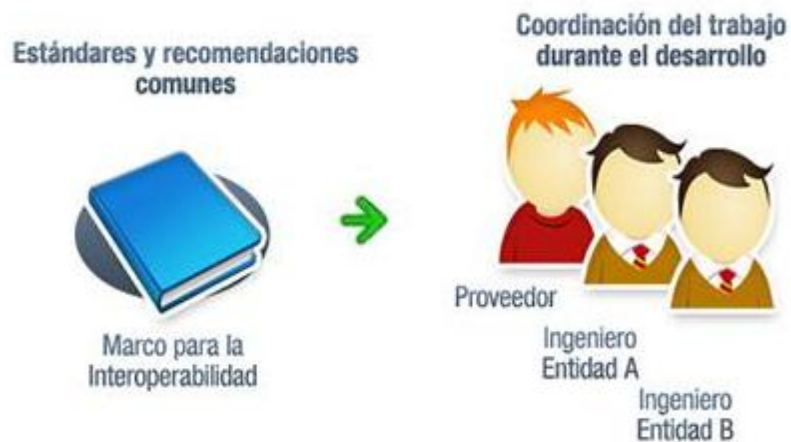 Estándares y recomendaciones
comunes
Marco para la
Interoperabilidad
Coordinación del trabajo
durante el desarrollo
Proveedor
Ingeniero
Entidad A
Ingeniero
Entidad B